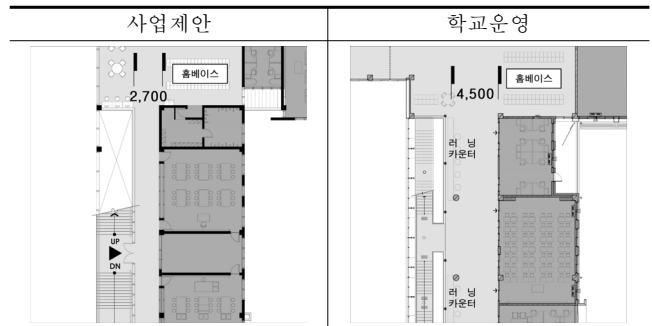 사업제안
학교운영
홈베이스
2,700
UP
DN
홈베이스
4,500
러 닝
카운터
러 닝
카운터